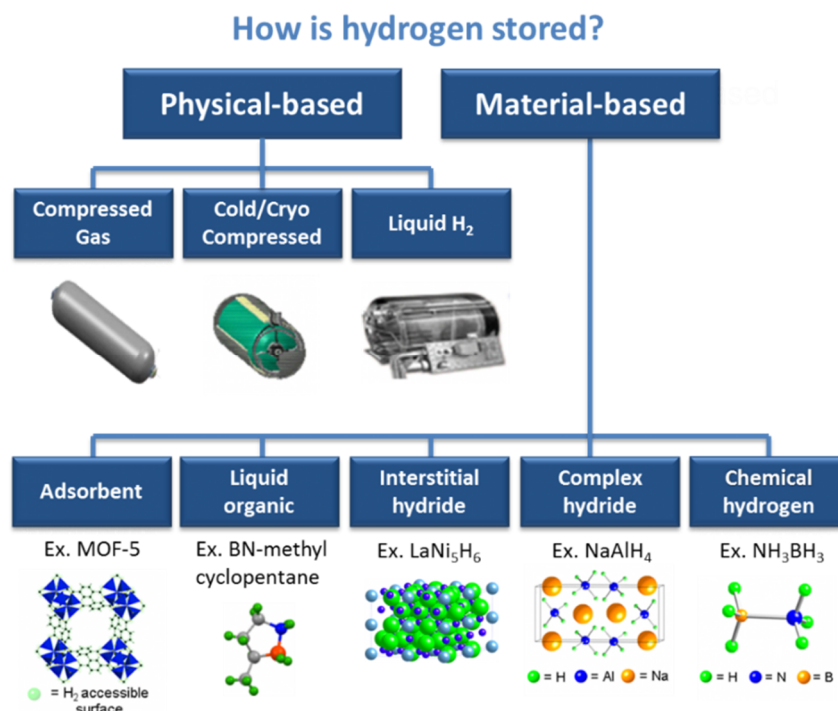 How is hydrogen stored?
Physical-based
Material-based
Compressed
Gas
Cold/Cryo
Compressed
Liquid H₂
Adsorbent
Liquid
organic
Interstitial
hydride
Complex
hydride
Chemical
hydrogen
Ex. MOF-5
Ex. BN-methyl
cyclopentane
Ex. LaNi₅H₆
Ex. NaAlH₄
Ex. NH₃BH₃
= H₂ accessible
surface
= H = Al = Na
= H = N = B